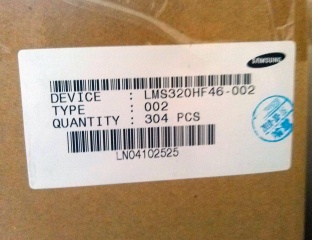 SAMSUNG
DEVICE : LMS320HF46-002
TYPE : 002
QUANTITY : 304 PCS
LN04102525